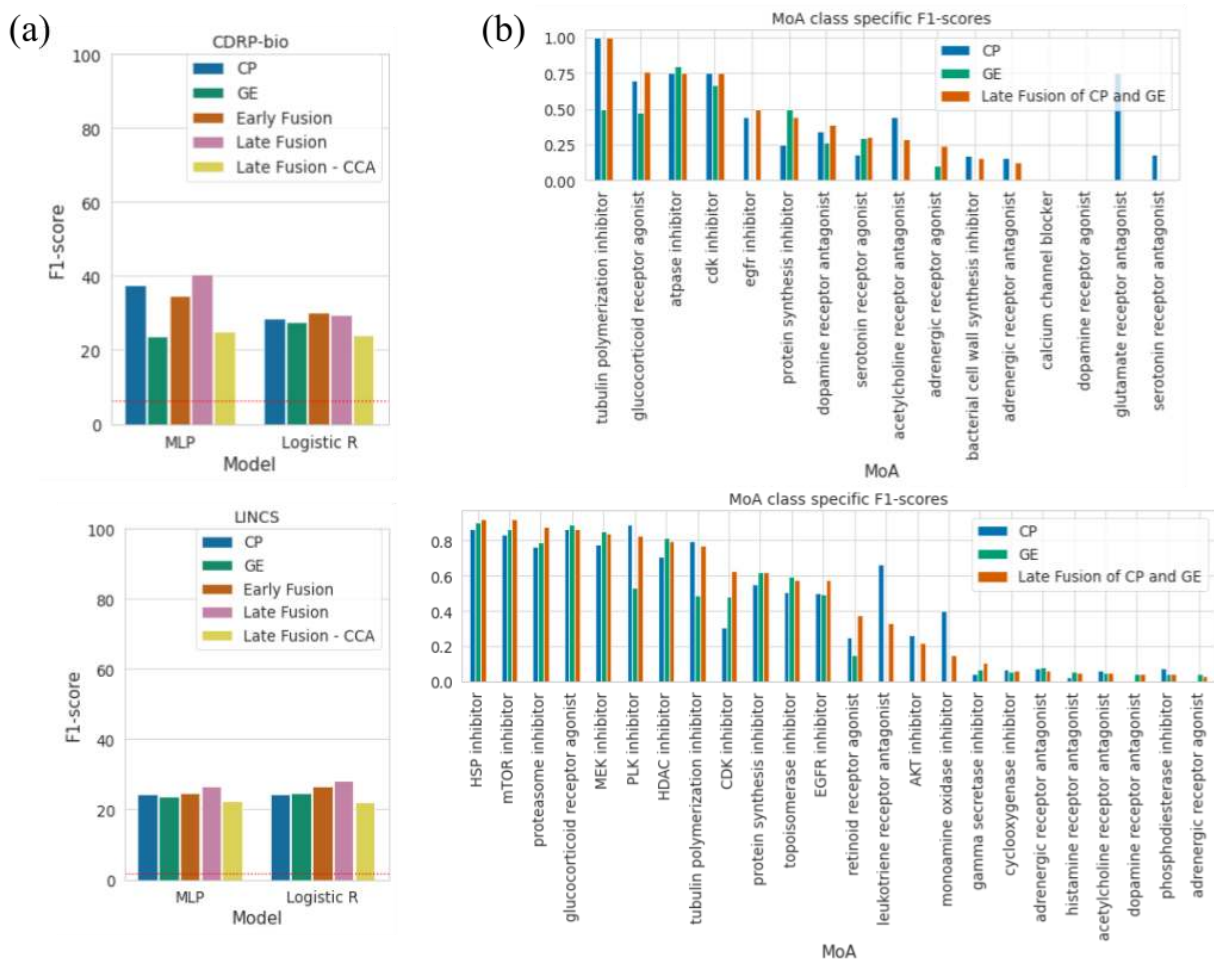 (a)
CDRP-bio
100
80
60
40
20
0
F1-score
CP
GE
Early Fusion
Late Fusion
Late Fusion - CCA
MLP
Logistic R
Model
(b)
MoA class specific F1-scores
1.00
0.75
0.50
0.25
0.00
CP
GE
Late Fusion of CP and GE
tubulin polymerization inhibitor
glucocorticoid receptor agonist
atpase inhibitor
cdk inhibitor
egfr inhibitor
protein synthesis inhibitor
dopamine receptor antagonist
serotonin receptor agonist
acetylcholine receptor antagonist
adrenergic receptor agonist
bacterial cell wall synthesis inhibitor
adrenergic receptor antagonist
calcium channel blocker
dopamine receptor agonist
glutamate receptor antagonist
serotonin receptor antagonist
MoA
LINCS
100
80
60
40
20
0
F1-score
CP
GE
Early Fusion
Late Fusion
Late Fusion - CCA
MLP
Logistic R
Model
MoA class specific F1-scores
0.8
0.6
0.4
0.2
0.0
CP
GE
Late Fusion of CP and GE
HSP inhibitor
mTOR inhibitor
proteasome inhibitor
glucocorticoid receptor agonist
MEK inhibitor
PLK inhibitor
HDAC inhibitor
tubulin polymerization inhibitor
CDK inhibitor
protein synthesis inhibitor
topoisomerase inhibitor
EGFR inhibitor
retinoid receptor agonist
leukotriene receptor antagonist
AKT inhibitor
monoamine oxidase inhibitor
gamma secretase inhibitor
cyclooxygenase inhibitor
adrenergic receptor antagonist
histamine receptor antagonist
acetylcholine receptor antagonist
dopamine receptor antagonist
phosphodiesterase inhibitor
adrenergic receptor agonist
MoA